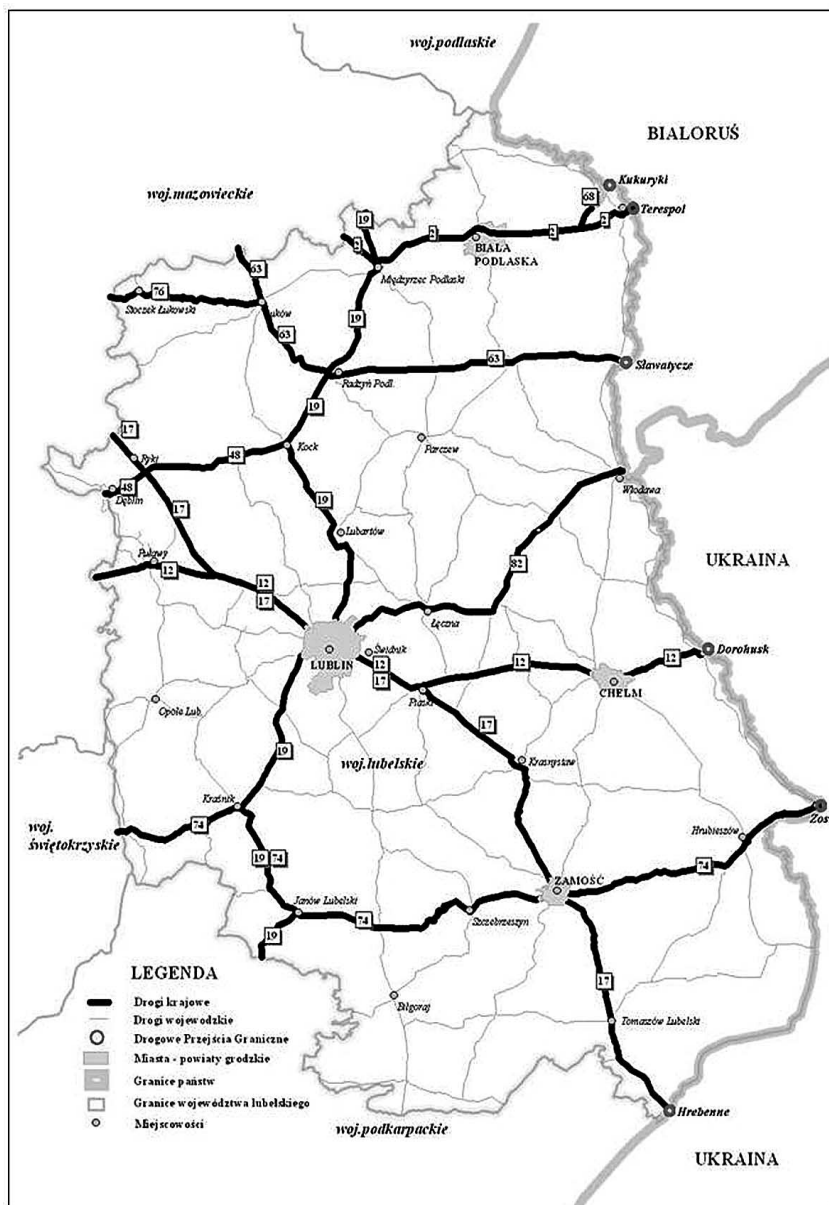 woj.podlaskie
BIALORUŚ
Kukuryki
woj.mazowieckie
68
Terespol
19
2
2
2
2
BIAŁA
PODLASKA
63
Międzyrzec Podlaski
76
Stoczek Łukowski
Łuków
19
63
63
Sławatycze
Radzyń Podl.
19
17
Parczew
Kock
Ryki
48
48
Dęblin
19
Włodawa
17
Lubartów
UKRAINA
Puławy
82
12
12
17
Łęczna
Świdnik
LUBLIN
12
17
12
12
Dorohusk
CHELM
Piaski
Opole Lub.
17
19
woj.lubelskie
Krasnystaw
Kraśnik
Zos
74
woj.
świętokrzyskie
Hrubieszów
19
74
74
ZAMOŚĆ
Janów Lubelski
74
Szczebrzeszyn
19
LEGENDA
17
Biłgoraj
Drogi krajowe
Drogi wojewodzkie
Tomaszów Lubelski
Drogowe Przejścia Graniczne
Miasta - powiaty grodzkie
Granice państw
Granice województwa lubelskiego
Miejscowości
Hrebenne
woj.podkarpackie
UKRAINA